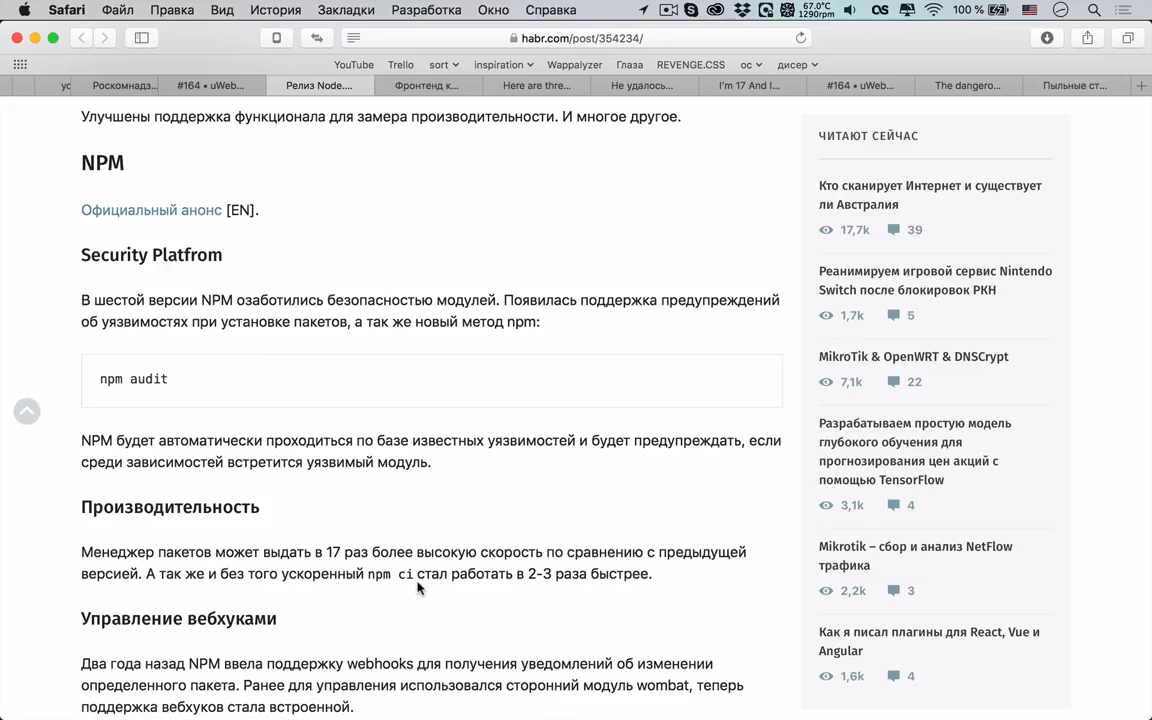 Safari Файл Правка Вид История Закладки Разработка Окно Справка
67.0°C
1290rpm
100 %
habr.com/post/354234/
YouTube Trello sort inspiration Wappalyzer Глаза REVENGE.CSS ос дисер
ус Роскомнадз... #164 • uWeb... Релиз Node.... Фронтенд к... Here are thre... Не удалось... I'm 17 And I... #164 • uWeb... The dangero... Пыльные ст...
Улучшены поддержка функционала для замера производительности. И многое другое.
NPM
Официальный анонс [EN].
Security Platfrom
В шестой версии NPM озаботились безопасностью модулей. Появилась поддержка предупреждений
об уязвимостях при установке пакетов, а так же новый метод npm:
npm audit
NPM будет автоматически проходиться по базе известных уязвимостей и будет предупреждать, если
среди зависимостей встретится уязвимый модуль.
Производительность
Менеджер пакетов может выдать в 17 раз более высокую скорость по сравнению с предыдущей
версией. А так же и без того ускоренный npm ci стал работать в 2-3 раза быстрее.
Управление вебхуками
Два года назад NPM ввела поддержку webhooks для получения уведомлений об изменении
определенного пакета. Ранее для управления использовался сторонний модуль wombat, теперь
поддержка вебхуков стала встроенной.
ЧИТАЮТ СЕЙЧАС
Кто сканирует Интернет и существует
ли Австралия
17,7k 39
Реанимируем игровой сервис Nintendo
Switch после блокировок РКН
1,7k 5
MikroTik & OpenWRT & DNSCrypt
7,1k 22
Разрабатываем простую модель
глубокого обучения для
прогнозирования цен акций с
помощью TensorFlow
3,1k 4
Mikrotik – сбор и анализ NetFlow
трафика
2,2k 3
Как я писал плагины для React, Vue и
Angular
1,6k 4